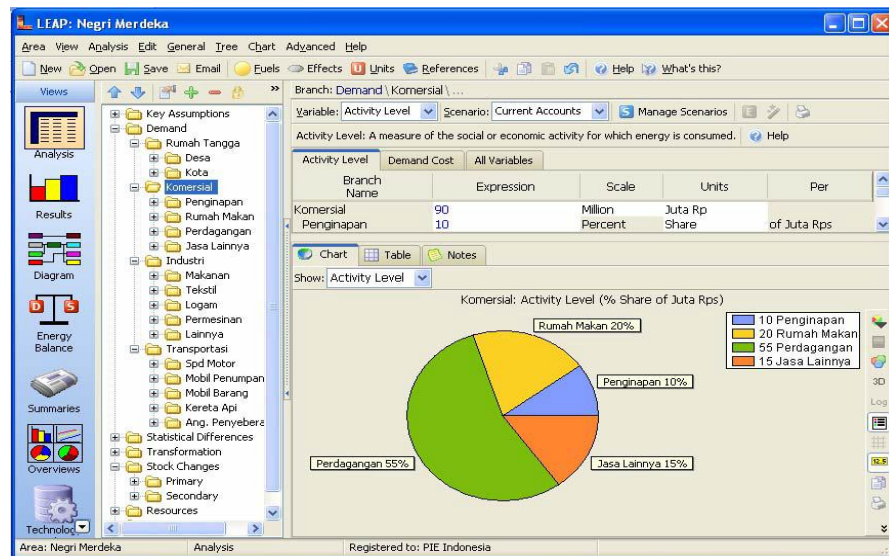 LEAP: Negri Merdeka
Area View Analysis Edit General Tree Chart Advanced Help
New Open Save Email Fuels Effects Units References Help What's this?
Views
Analysis
Results
Diagram
Energy
Balance
Summaries
Overviews
Technolog
Key Assumptions
Demand
Rumah Tangga
Desa
Kota
Komersial
Penginapan
Rumah Makan
Perdagangan
Jasa Lainnya
Industri
Makanan
Tekstil
Logam
Permesinan
Lainnya
Transportasi
Spd Motor
Mobil Penumpan
Mobil Barang
Kereta Api
Ang. Penyebera
Statistical Differences
Transformation
Stock Changes
Primary
Secondary
Resources
Branch: Demand\Komersial\...
Variable: Activity Level Scenario: Current Accounts S Manage Scenarios E
Activity Level: A measure of the social or economic activity for which energy is consumed. Help
Activity Level Demand Cost All Variables
Branch Name Expression Scale Units Per
Komersial 90 Million Juta Rp
Penginapan 10 Percent Share of Juta Rps
Chart Table Notes
Show: Activity Level
Komersial: Activity Level (% Share of Juta Rps)
Rumah Makan 20%
Penginapan 10%
Perdagangan 55%
Jasa Lainnya 15%
10 Penginapan
20 Rumah Makan
55 Perdagangan
15 Jasa Lainnya
3D
Log
12.5
Area: Negri Merdeka Analysis Registered to: PIE Indonesia